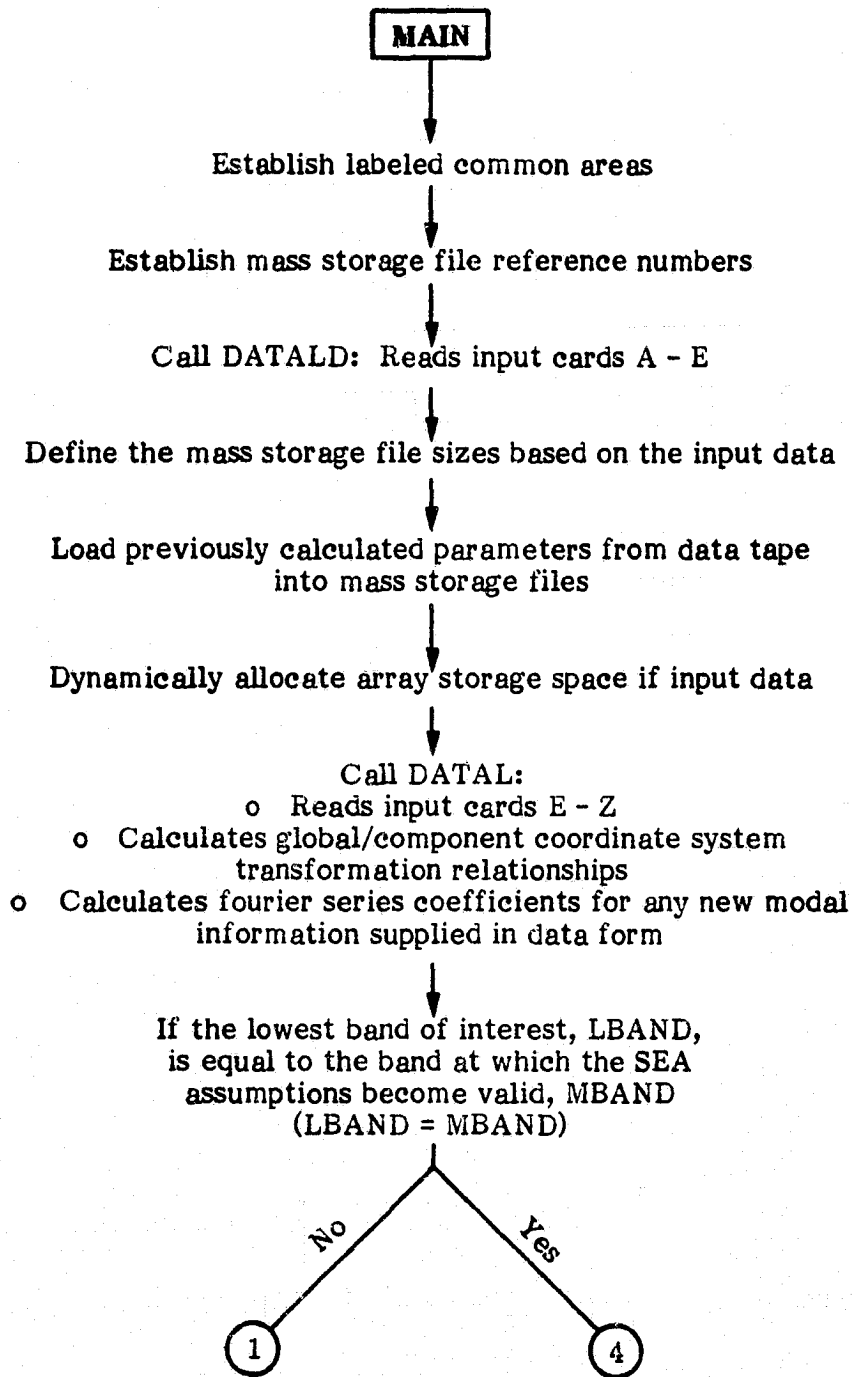 MAIN
Establish labeled common areas
Establish mass storage file reference numbers
Call DATALD: Reads input cards A - E
Define the mass storage file sizes based on the input data
Load previously calculated parameters from data tape
into mass storage files
Dynamically allocate array storage space if input data
Call DATAL:
o Reads input cards E - Z
o Calculates global/component coordinate system
transformation relationships
o Calculates fourier series coefficients for any new modal
information supplied in data form
If the lowest band of interest, LBAND,
is equal to the band at which the SEA
assumptions become valid, MBAND
(LBAND = MBAND)
No
Yes
1
4